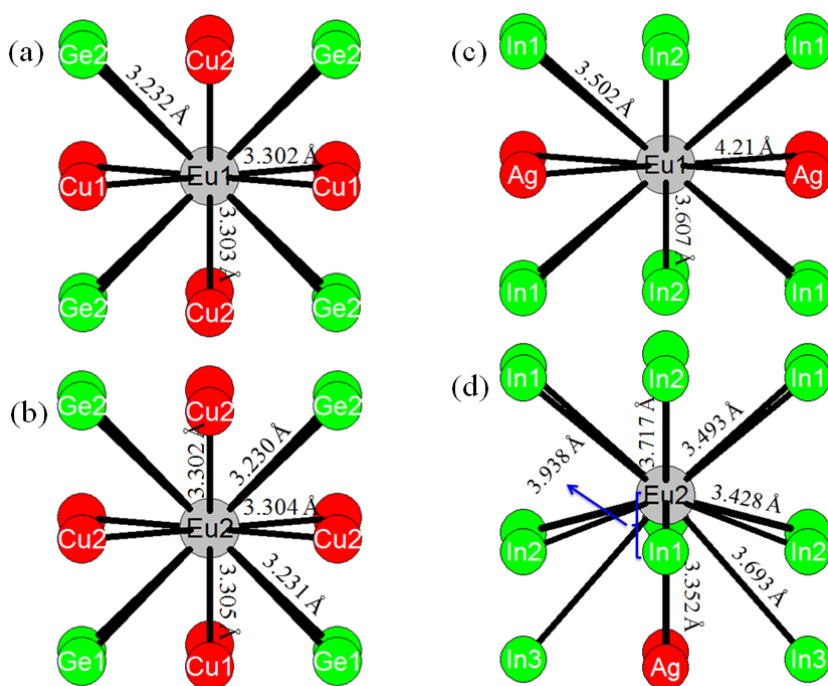 (a)
Ge2
Cu2
Ge2
3.232 Å
3.302 Å
Cu1
Eu1
Cu1
3.303 Å
Ge2
Cu2
Ge2
(c)
In1
In2
In1
3.502 Å
4.21 Å
Ag
Eu1
Ag
3.607 Å
In1
In2
In1
(b)
Ge2
Cu2
Ge2
3.302 Å
3.230 Å
3.304 Å
Cu2
Eu2
Cu2
3.305 Å
3.231 Å
Ge1
Cu1
Ge1
(d)
In1
In2
In1
3.717 Å
3.493 Å
3.938 Å
Eu2
3.428 Å
In2
In1
In2
3.352 Å
3.693 Å
In3
Ag
In3